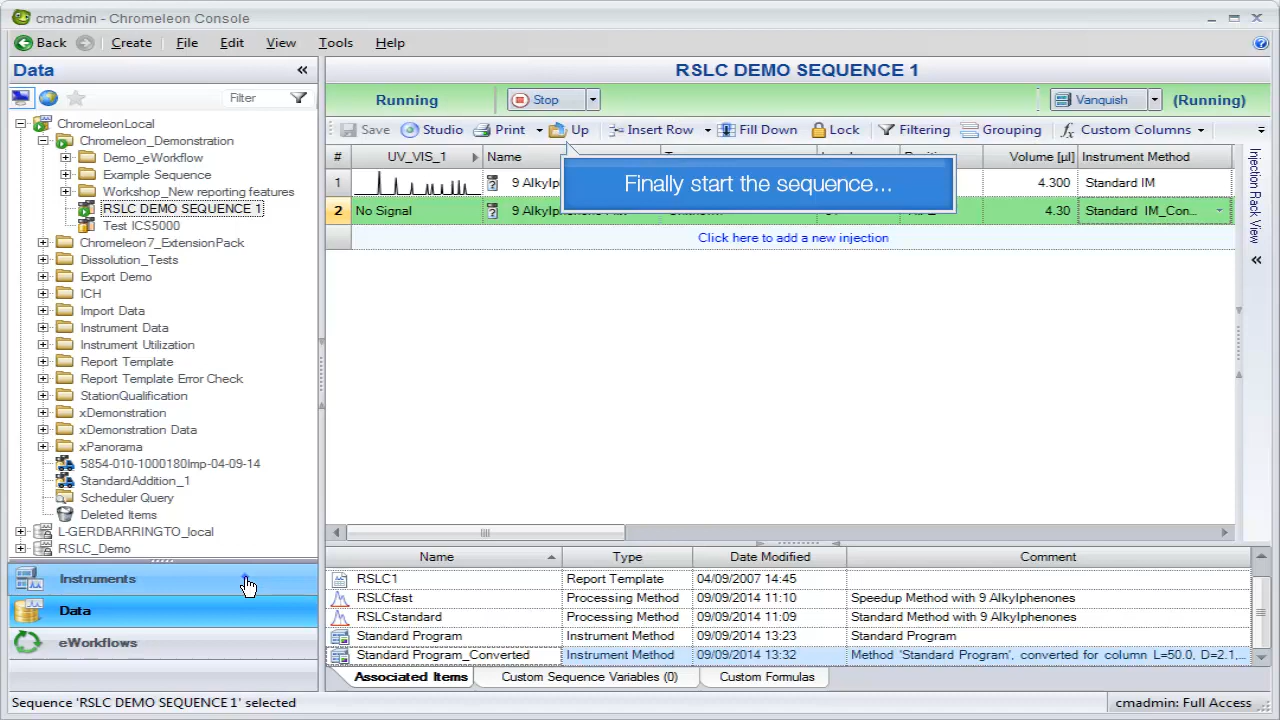 cmadmin - Chromeleon Console
Back Create File Edit View Tools Help
Data
Filter
ChromeleonLocal
Chromeleon_Demonstration
Demo_eWorkflow
Example Sequence
Workshop_New reporting features
RSLC DEMO SEQUENCE 1
Test ICS5000
Chromeleon7_ExtensionPack
Dissolution_Tests
Export Demo
ICH
Import Data
Instrument Data
Instrument Utilization
Report Template
Report Template Error Check
StationQualification
xDemonstration
xDemonstration Data
xPanorama
5854-010-1000180Imp-04-09-14
StandardAddition_1
Scheduler Query
Deleted Items
L-GERDBARRINGTO_local
RSLC_Demo
Instruments
Data
eWorkflows
RSLC DEMO SEQUENCE 1
Running Stop Vanquish (Running)
Save Studio Print Up Insert Row Fill Down Lock Filtering Grouping Custom Columns
# UV_VIS_1 Name Volume [µl] Instrument Method
Finally start the sequence...
1 9 Alkylp 4.300 Standard IM
2 No Signal 9 Alkylp 4.30 Standard IM_Con...
Click here to add a new injection
Injection Rack View
Name Type Date Modified Comment
RSLC1 Report Template 04/09/2007 14:45
RSLCfast Processing Method 09/09/2014 11:10 Speedup Method with 9 Alkylphenones
RSLCstandard Processing Method 09/09/2014 11:09 Standard Method with 9 Alkylphenones
Standard Program Instrument Method 09/09/2014 13:23 Standard Program
Standard Program_Converted Instrument Method 09/09/2014 13:32 Method 'Standard Program', converted for column L=50.0, D=2.1,...
Associated Items Custom Sequence Variables (0) Custom Formulas
Sequence 'RSLC DEMO SEQUENCE 1' selected
cmadmin: Full Access